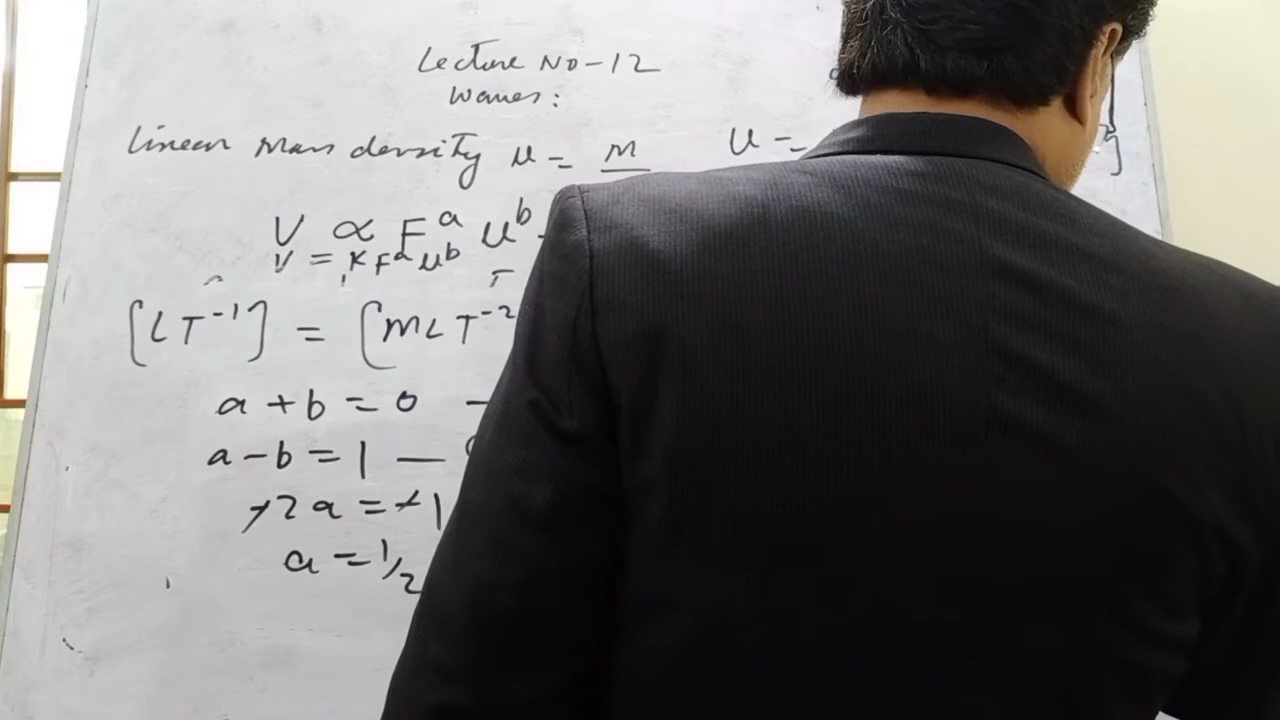 Lecture No-12
Waves:
Linear Mass density μ = M U =
V ∝ F^a U^b
V = K F^a U^b
[LT^-1] = [MLT^-2
a + b = 0 -
a - b = 1 —
+2a = +1
a = 1/2